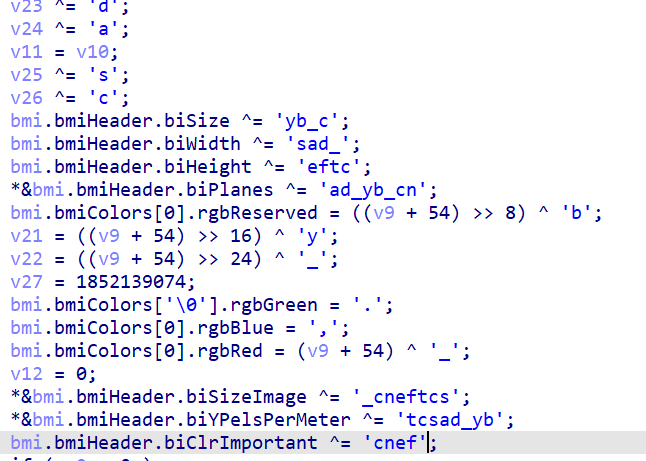 v23 ^= 'd';
v24 ^= 'a';
v11 = v10;
v25 ^= 's';
v26 ^= 'c';
bmi.bmiHeader.biSize ^= 'yb_c';
bmi.bmiHeader.biWidth ^= 'sad_';
bmi.bmiHeader.biHeight ^= 'eftc';
*&bmi.bmiHeader.biPlanes ^= 'ad_yb_cn';
bmi.bmiColors[0].rgbReserved = ((v9 + 54) >> 8) ^ 'b';
v21 = ((v9 + 54) >> 16) ^ 'y';
v22 = ((v9 + 54) >> 24) ^ '_';
v27 = 1852139074;
bmi.bmiColors['\0'].rgbGreen = '.';
bmi.bmiColors[0].rgbBlue = ',';
bmi.bmiColors[0].rgbRed = (v9 + 54) ^ '_';
v12 = 0;
*&bmi.bmiHeader.biSizeImage ^= '_cneftcs';
*&bmi.bmiHeader.biYPelsPerMeter ^= 'tcsad_yb';
bmi.bmiHeader.biClrImportant ^= 'cnef';